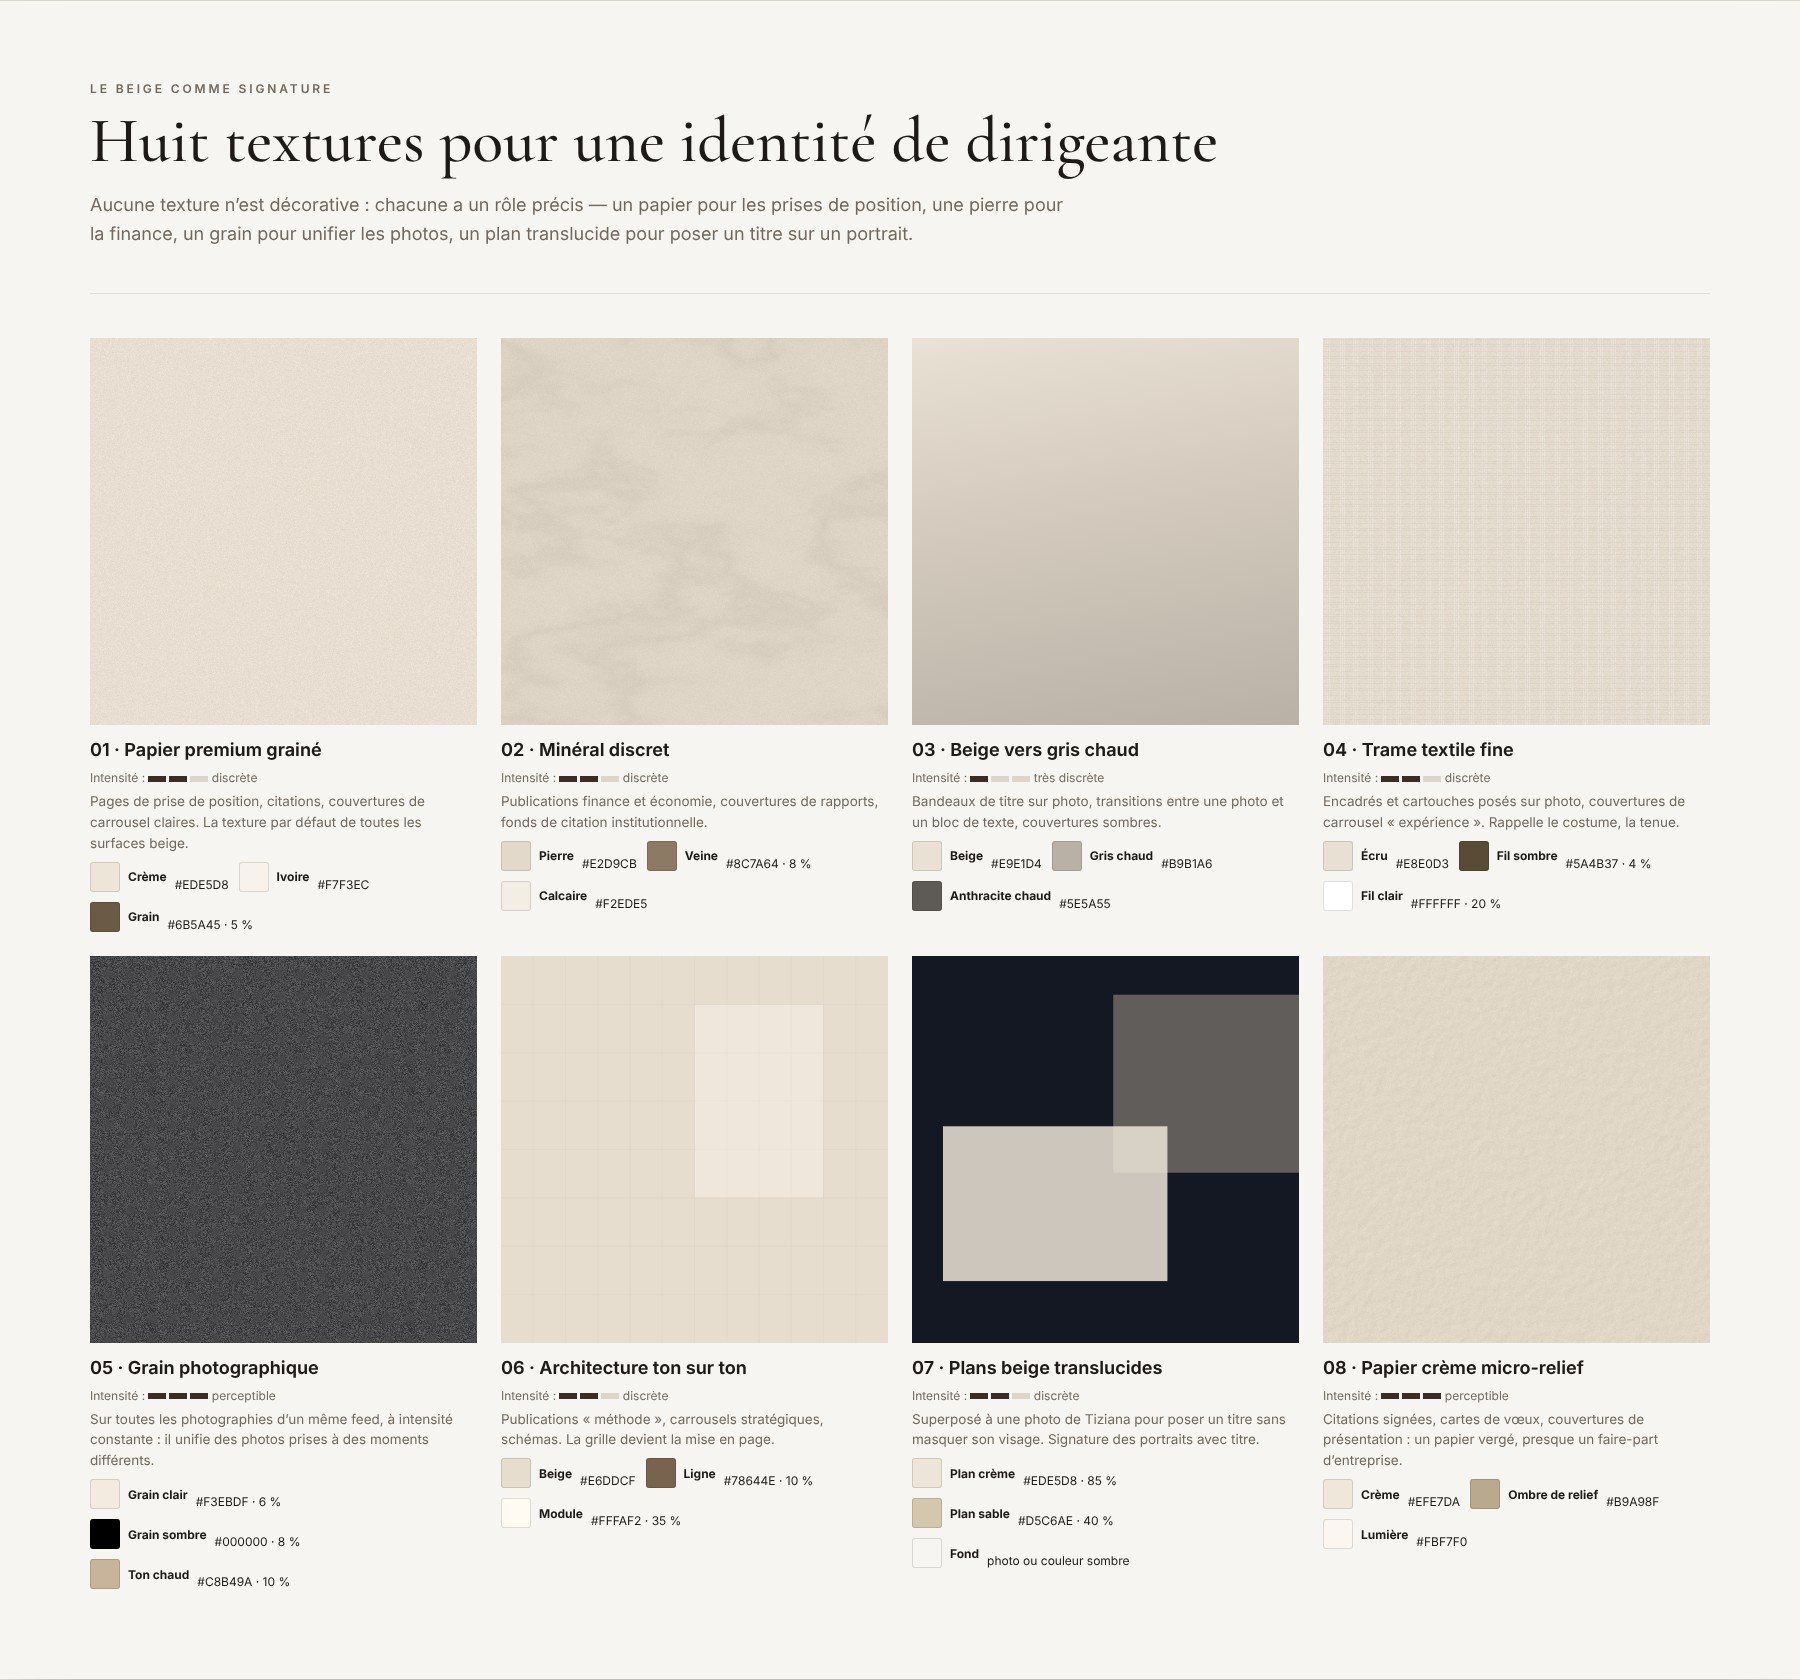 LE BEIGE COMME SIGNATURE
Huit textures pour une identité de dirigeante
Aucune texture n’est décorative : chacune a un rôle précis — un papier pour les prises de position, une pierre pour
la finance, un grain pour unifier les photos, un plan translucide pour poser un titre sur un portrait.
01 · Papier premium grainé
Intensité : discrète
Pages de prise de position, citations, couvertures de
carrousel claires. La texture par défaut de toutes les
surfaces beige.
Crème #EDE5D8 Ivoire #F7F3EC
Grain #6B5A45 · 5 %
02 · Minéral discret
Intensité : discrète
Publications finance et économie, couvertures de rapports,
fonds de citation institutionnelle.
Pierre #E2D9CB Veine #8C7A64 · 8 %
Calcaire #F2EDE5
03 · Beige vers gris chaud
Intensité : très discrète
Bandeaux de titre sur photo, transitions entre une photo et
un bloc de texte, couvertures sombres.
Beige #E9E1D4 Gris chaud #B9B1A6
Anthracite chaud #5E5A55
04 · Trame textile fine
Intensité : discrète
Encadrés et cartouches posés sur photo, couvertures de
carrousel « expérience ». Rappelle le costume, la tenue.
Écru #E8E0D3 Fil sombre #5A4B37 · 4 %
Fil clair #FFFFFF · 20 %
05 · Grain photographique
Intensité : perceptible
Sur toutes les photographies d’un même feed, à intensité
constante : il unifie des photos prises à des moments
différents.
Grain clair #F3EBDF · 6 %
Grain sombre #000000 · 8 %
Ton chaud #C8B49A · 10 %
06 · Architecture ton sur ton
Intensité : discrète
Publications « méthode », carrousels stratégiques,
schémas. La grille devient la mise en page.
Beige #E6DDCF Ligne #78644E · 10 %
Module #FFFAF2 · 35 %
07 · Plans beige translucides
Intensité : discrète
Superposé à une photo de Tiziana pour poser un titre sans
masquer son visage. Signature des portraits avec titre.
Plan crème #EDE5D8 · 85 %
Plan sable #D5C6AE · 40 %
Fond photo ou couleur sombre
08 · Papier crème micro-relief
Intensité : perceptible
Citations signées, cartes de vœux, couvertures de
présentation : un papier vergé, presque un faire-part
d’entreprise.
Crème #EFE7DA Ombre de relief #B9A98F
Lumière #FBF7F0